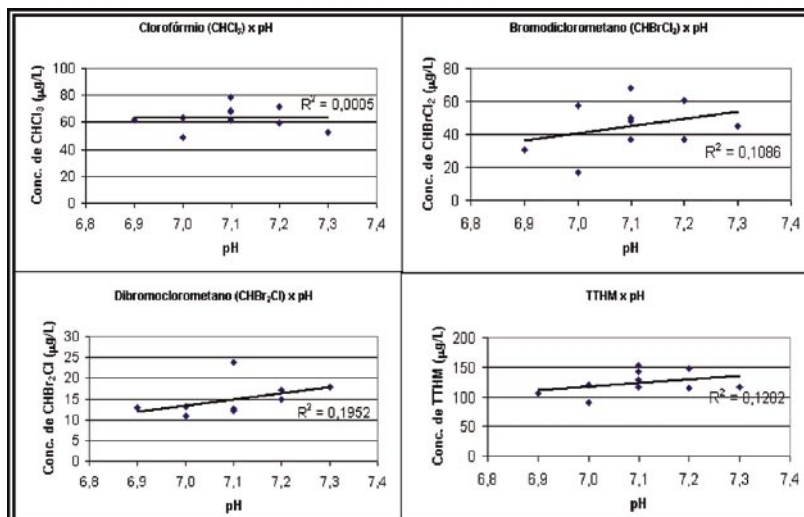 Clorofórmio (CHCl₃) x pH
Conc. de CHCl₃ (µg/L)
100
80
60
40
20
0
R² = 0,0005
6,8 6,9 7,0 7,1 7,2 7,3 7,4
pH
Bromodiclorometano (CHBrCl₂) x pH
Conc. de CHBrCl₂ (µg/L)
80
60
40
20
0
R² = 0,1086
6,8 6,9 7,0 7,1 7,2 7,3 7,4
pH
Dibromoclorometano (CHBr₂Cl) x pH
Conc. de CHBr₂Cl (µg/L)
30
25
20
15
10
5
0
R² = 0,1952
6,8 6,9 7,0 7,1 7,2 7,3 7,4
pH
TTHM x pH
Conc. de TTHM (µg/L)
200
150
100
50
0
R² = 0,1202
6,8 6,9 7,0 7,1 7,2 7,3 7,4
pH